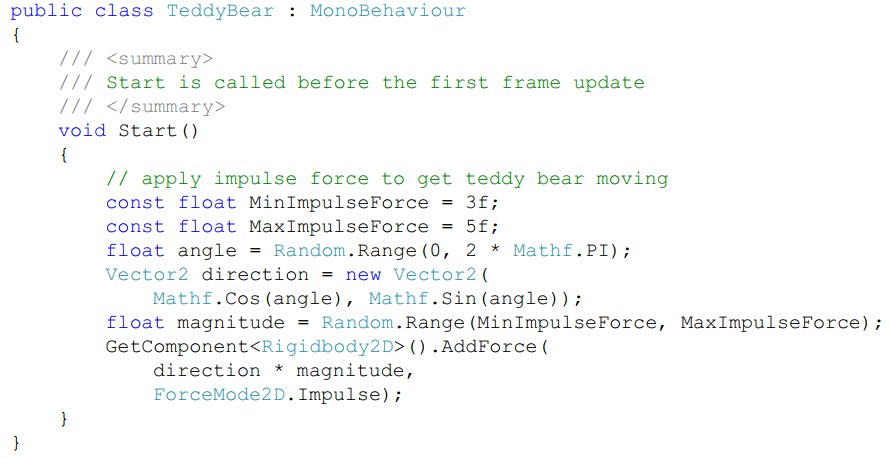 public class TeddyBear : MonoBehaviour
{
    /// <summary>
    /// Start is called before the first frame update
    /// </summary>
    void Start()
    {
        // apply impulse force to get teddy bear moving
        const float MinImpulseForce = 3f;
        const float MaxImpulseForce = 5f;
        float angle = Random.Range(0, 2 * Mathf.PI);
        Vector2 direction = new Vector2(
            Mathf.Cos(angle), Mathf.Sin(angle));
        float magnitude = Random.Range(MinImpulseForce, MaxImpulseForce);
        GetComponent<Rigidbody2D>().AddForce(
            direction * magnitude,
            ForceMode2D.Impulse);
    }
}